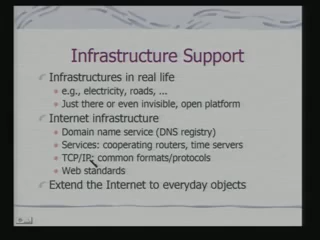 Infrastructure Support
Infrastructures in real life
e.g., electricity, roads, ...
Just there or even invisible, open platform
Internet infrastructure
Domain name service (DNS registry)
Services: cooperating routers, time servers
TCP/IP: common formats/protocols
Web standards
Extend the Internet to everyday objects